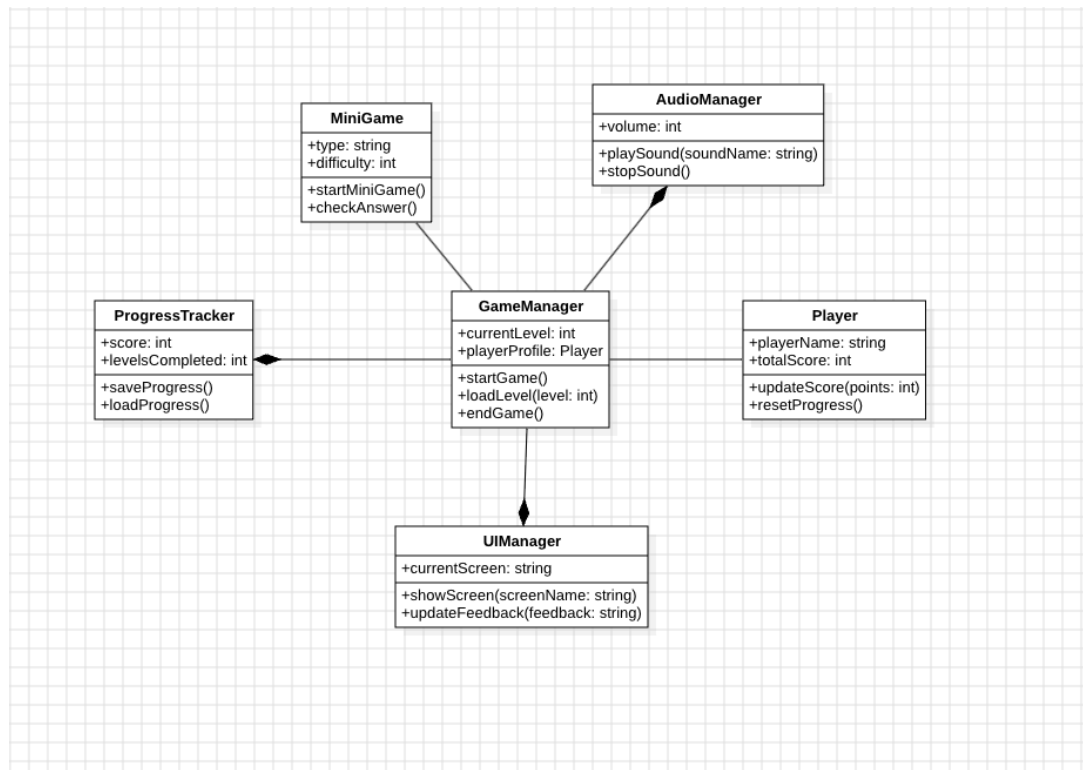 MiniGame
+type: string
+difficulty: int
+startMiniGame()
+checkAnswer()
AudioManager
+volume: int
+playSound(soundName: string)
+stopSound()
ProgressTracker
+score: int
+levelsCompleted: int
+saveProgress()
+loadProgress()
GameManager
+currentLevel: int
+playerProfile: Player
+startGame()
+loadLevel(level: int)
+endGame()
Player
+playerName: string
+totalScore: int
+updateScore(points: int)
+resetProgress()
UIManager
+currentScreen: string
+showScreen(screenName: string)
+updateFeedback(feedback: string)